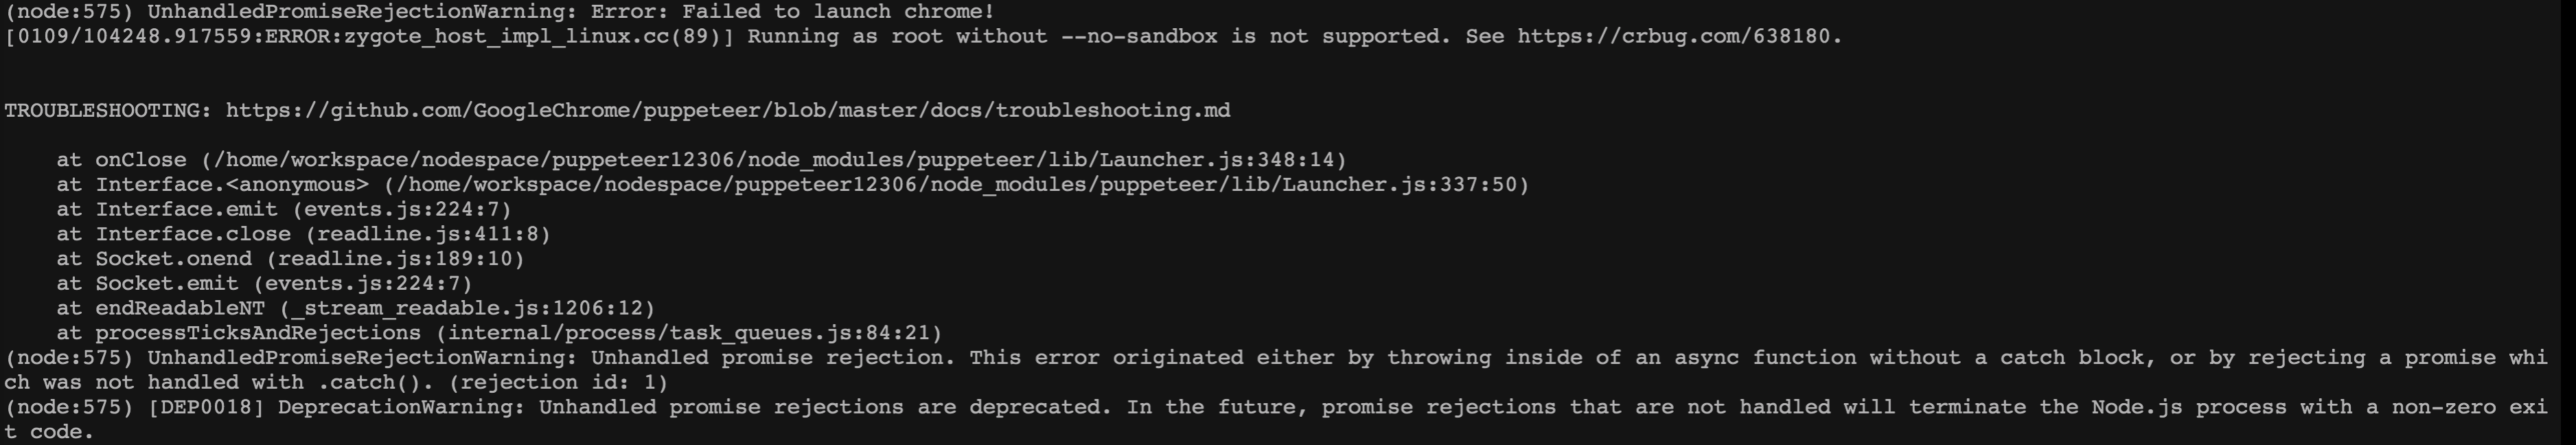 (node:575) UnhandledPromiseRejectionWarning: Error: Failed to launch chrome!
[0109/104248.917559:ERROR:zygote_host_impl_linux.cc(89)] Running as root without --no-sandbox is not supported. See https://crbug.com/638180.
TROUBLESHOOTING: https://github.com/GoogleChrome/puppeteer/blob/master/docs/troubleshooting.md
at onClose (/home/workspace/nodespace/puppeteer12306/node_modules/puppeteer/lib/Launcher.js:348:14)
at Interface.<anonymous> (/home/workspace/nodespace/puppeteer12306/node_modules/puppeteer/lib/Launcher.js:337:50)
at Interface.emit (events.js:224:7)
at Interface.close (readline.js:411:8)
at Socket.onend (readline.js:189:10)
at Socket.emit (events.js:224:7)
at endReadableNT (_stream_readable.js:1206:12)
at processTicksAndRejections (internal/process/task_queues.js:84:21)
(node:575) UnhandledPromiseRejectionWarning: Unhandled promise rejection. This error originated either by throwing inside of an async function without a catch block, or by rejecting a promise whi
ch was not handled with .catch(). (rejection id: 1)
(node:575) [DEP0018] DeprecationWarning: Unhandled promise rejections are deprecated. In the future, promise rejections that are not handled will terminate the Node.js process with a non-zero exi
t code.